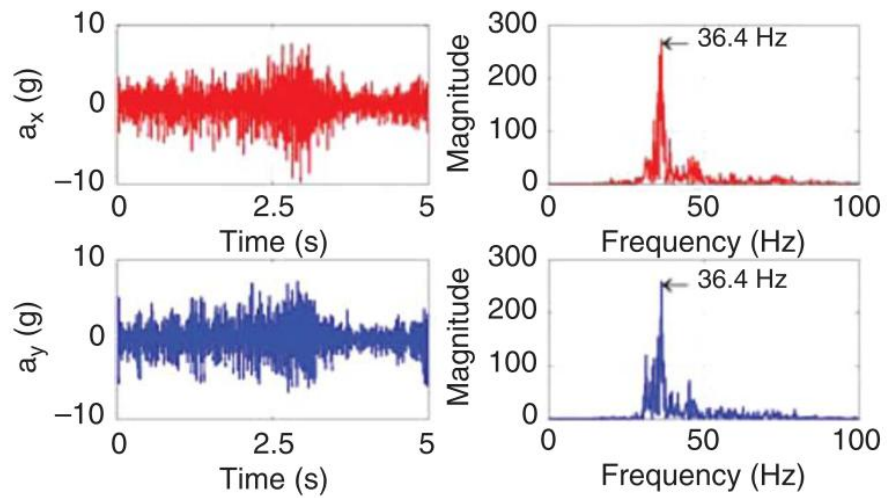 10
0
−10
a_x (g)
0 2.5 5
Time (s)
300
200
100
0
Magnitude
36.4 Hz
0 50 100
Frequency (Hz)
10
0
−10
a_y (g)
0 2.5 5
Time (s)
300
200
100
0
Magnitude
36.4 Hz
0 50 100
Frequency (Hz)